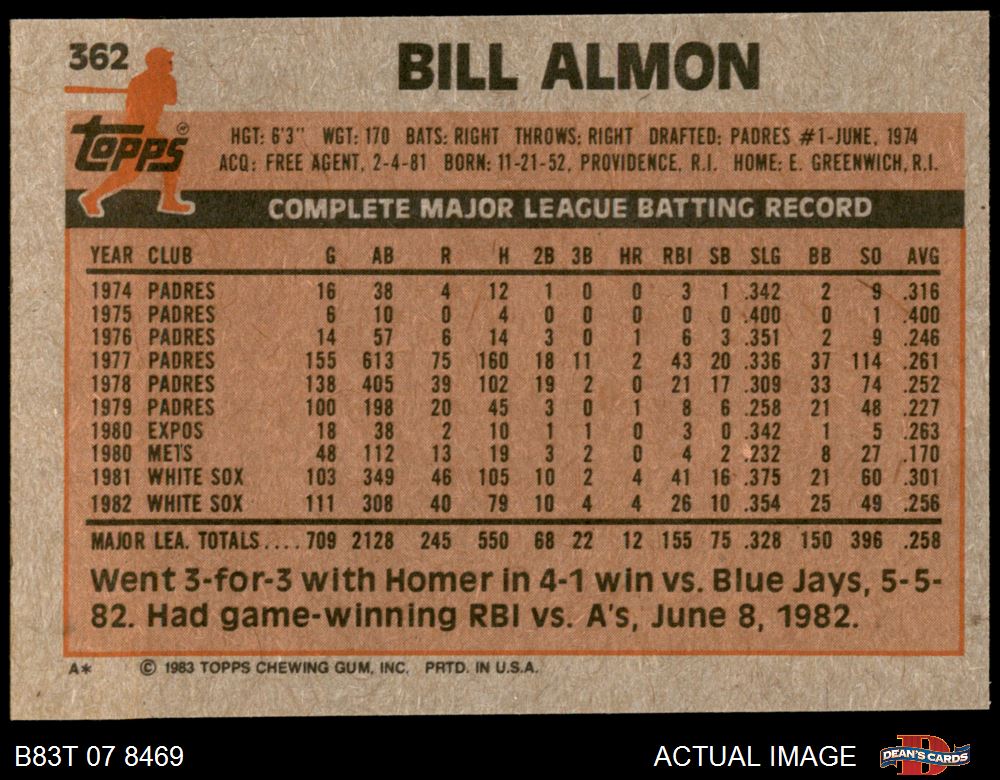 362
BILL ALMON
Topps
HGT: 6'3" WGT: 170 BATS: RIGHT THROWS: RIGHT DRAFTED: PADRES #1-JUNE, 1974
ACQ: FREE AGENT, 2-4-81 BORN: 11-21-52, PROVIDENCE, R.I. HOME: E. GREENWICH, R.I.
COMPLETE MAJOR LEAGUE BATTING RECORD
YEAR CLUB G AB R H 2B 3B HR RBI SB SLG BB SO AVG
1974 PADRES 16 38 4 12 1 0 0 3 1 .342 2 9 .316
1975 PADRES 6 10 0 4 0 0 0 0 0 .400 0 1 .400
1976 PADRES 14 57 6 14 3 0 1 6 3 .351 2 9 .246
1977 PADRES 155 613 75 160 18 11 2 43 20 .336 37 114 .261
1978 PADRES 138 405 39 102 19 2 0 21 17 .309 33 74 .252
1979 PADRES 100 198 20 45 3 0 1 8 6 .258 21 48 .227
1980 EXPOS 18 38 2 10 1 1 0 3 0 .342 1 5 .263
1980 METS 48 112 13 19 3 2 0 4 2 .232 8 27 .170
1981 WHITE SOX 103 349 46 105 10 2 4 41 16 .375 21 60 .301
1982 WHITE SOX 111 308 40 79 10 4 4 26 10 .354 25 49 .256
MAJOR LEA. TOTALS.... 709 2128 245 550 68 22 12 155 75 .328 150 396 .258
Went 3-for-3 with Homer in 4-1 win vs. Blue Jays, 5-5-
82. Had game-winning RBI vs. A's, June 8, 1982.
A* © 1983 TOPPS CHEWING GUM, INC. PRTD. IN U.S.A.
B83T 07 8469 ACTUAL IMAGE DEAN'S CARDS